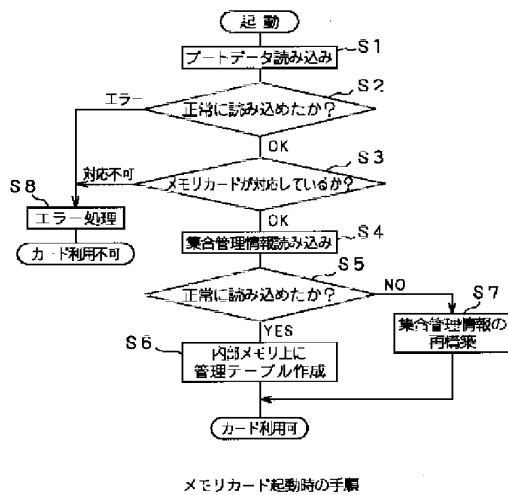 起動
S1
ブートデータ読み込み
S2
エラー
正常に読み込めたか？
OK
S3
対応不可
メモリカードが対応しているか？
S8
エラー処理
OK
カード利用不可
S4
集合管理情報読み込み
S5
正常に読み込めたか？
NO
S7
YES
集合管理情報の
再構築
S6
内部メモリ上に
管理テーブル作成
カード利用可
メモリカード起動時の手順